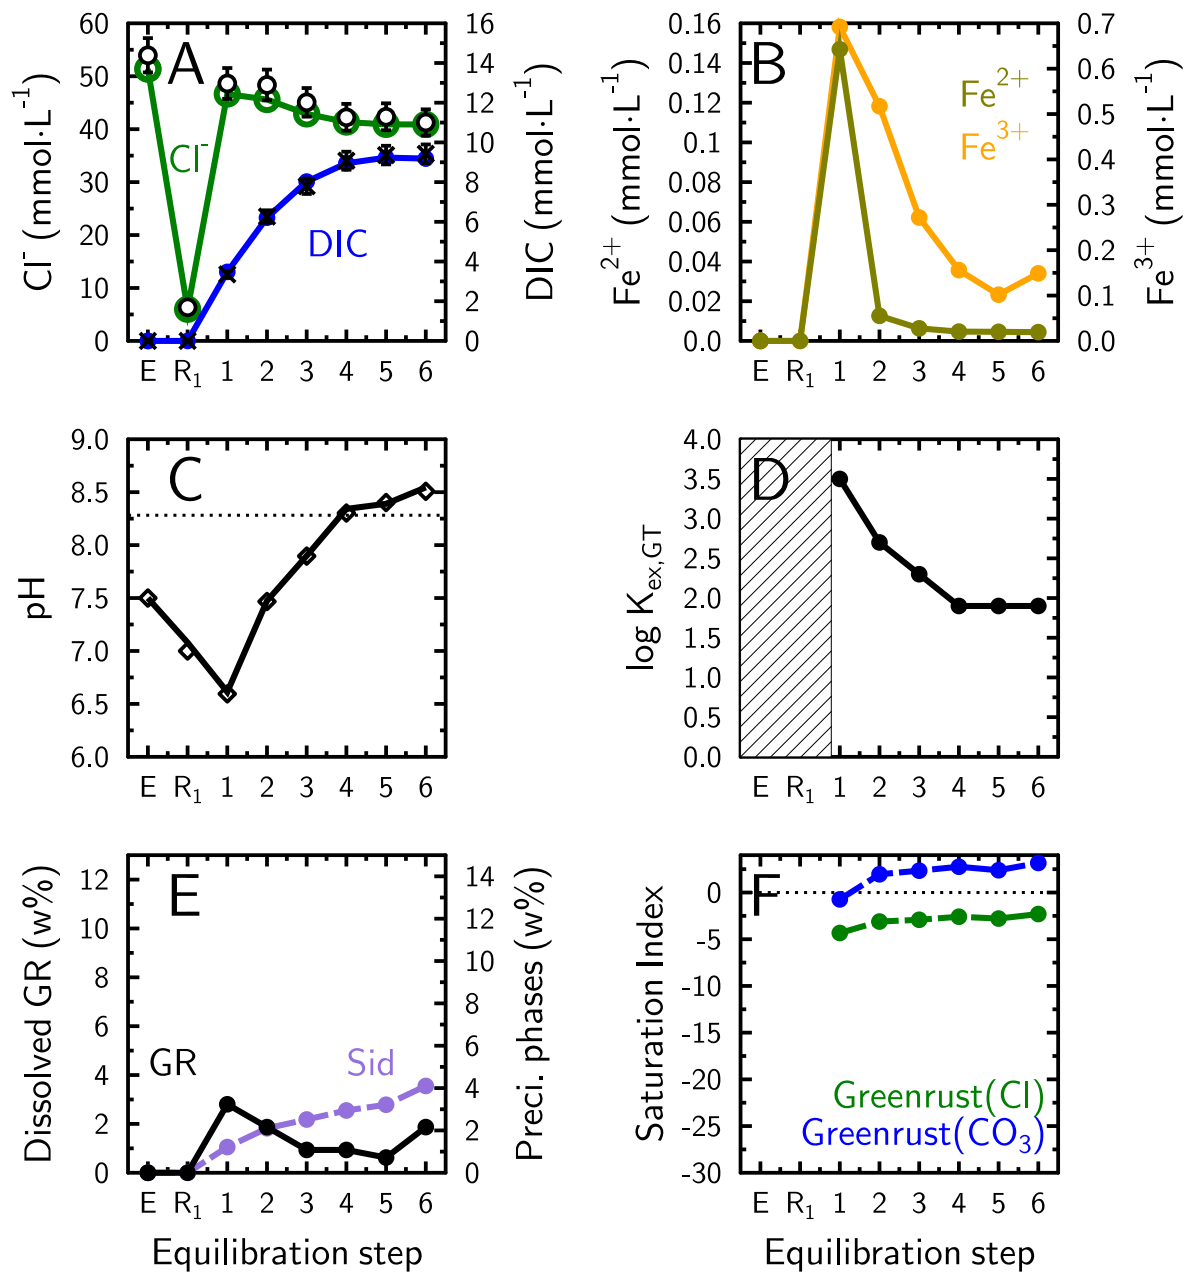 A
Cl⁻ (mmol·L⁻¹)
60
50
40
30
20
10
0
16
14
12
10
8
6
4
2
0
DIC (mmol·L⁻¹)
Cl⁻
DIC
E R₁ 1 2 3 4 5 6
B
Fe²⁺ (mmol·L⁻¹)
0.16
0.14
0.12
0.10
0.08
0.06
0.04
0.02
0.00
0.7
0.6
0.5
0.4
0.3
0.2
0.1
0.0
Fe³⁺ (mmol·L⁻¹)
Fe²⁺
Fe³⁺
E R₁ 1 2 3 4 5 6
C
pH
9.0
8.5
8.0
7.5
7.0
6.5
6.0
E R₁ 1 2 3 4 5 6
D
log K_ex,GT
4.0
3.5
3.0
2.5
2.0
1.5
1.0
0.5
0.0
E R₁ 1 2 3 4 5 6
E
Dissolved GR (w%)
12
10
8
6
4
2
0
14
12
10
8
6
4
2
0
Preci. phases (w%)
GR
Sid
E R₁ 1 2 3 4 5 6
Equilibration step
F
Saturation Index
0
-5
-10
-15
-20
-25
-30
Greenrust(Cl)
Greenrust(CO₃)
E R₁ 1 2 3 4 5 6
Equilibration step